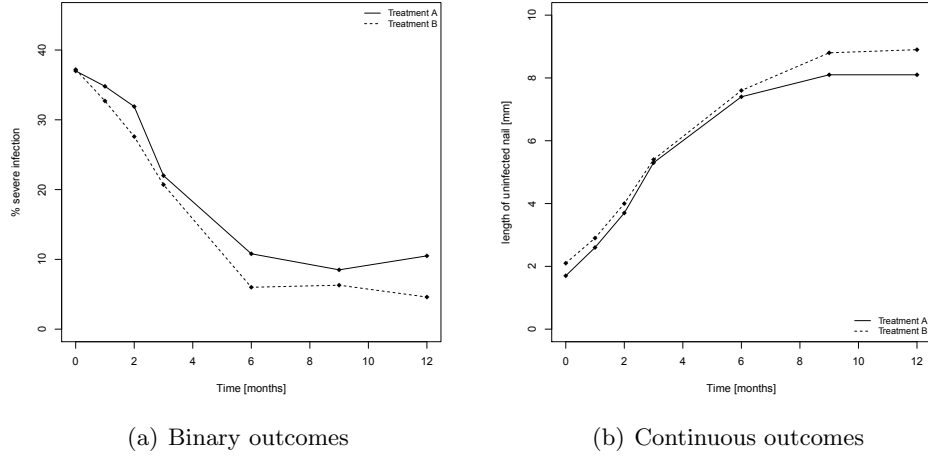 Treatment A
Treatment B
% severe infection
40
30
20
10
0
0 2 4 6 8 10 12
Time [months]
(a) Binary outcomes
length of uninfected nail [mm]
10
8
6
4
2
0
Treatment A
Treatment B
0 2 4 6 8 10 12
Time [months]
(b) Continuous outcomes